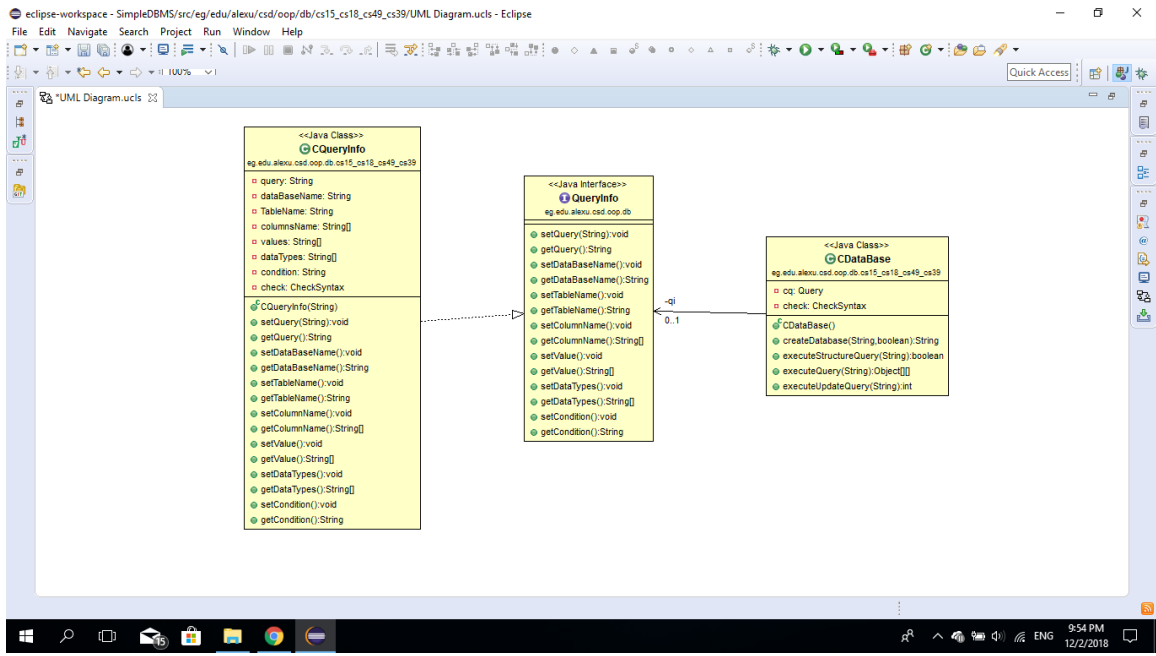 eclipse-workspace - SimpleDBMS/src/eg/edu/alexu/csd/oop/db/cs15_cs18_cs49_cs39/UML Diagram.ucls - Eclipse
File Edit Navigate Search Project Run Window Help
100%
Quick Access
*UML Diagram.ucls
<<Java Class>>
CQueryInfo
eg.edu.alexu.csd.oop.db.cs15_cs18_cs49_cs39
query: String
dataBaseName: String
TableName: String
columnsName: String[]
values: String[]
dataTypes: String[]
condition: String
check: CheckSyntax
CQueryInfo(String)
setQuery(String):void
getQuery():String
setDataBaseName():void
getDataBaseName():String
setTableName():void
getTableName():String
setColumnName():void
getColumnName():String[]
setValue():void
getValue():String[]
setDataTypes():void
getDataTypes():String[]
setCondition():void
getCondition():String
<<Java Interface>>
QueryInfo
eg.edu.alexu.csd.oop.db
setQuery(String):void
getQuery():String
setDataBaseName():void
getDataBaseName():String
setTableName():void
getTableName():String
setColumnName():void
getColumnName():String[]
setValue():void
getValue():String[]
setDataTypes():void
getDataTypes():String[]
setCondition():void
getCondition():String
-qi
0..1
<<Java Class>>
CDataBase
eg.edu.alexu.csd.oop.db.cs15_cs18_cs49_cs39
cq: Query
check: CheckSyntax
CDataBase()
createDatabase(String,boolean):String
executeStructureQuery(String):boolean
executeQuery(String):Object[][]
executeUpdateQuery(String):int
15
ENG
9:54 PM
12/2/2018